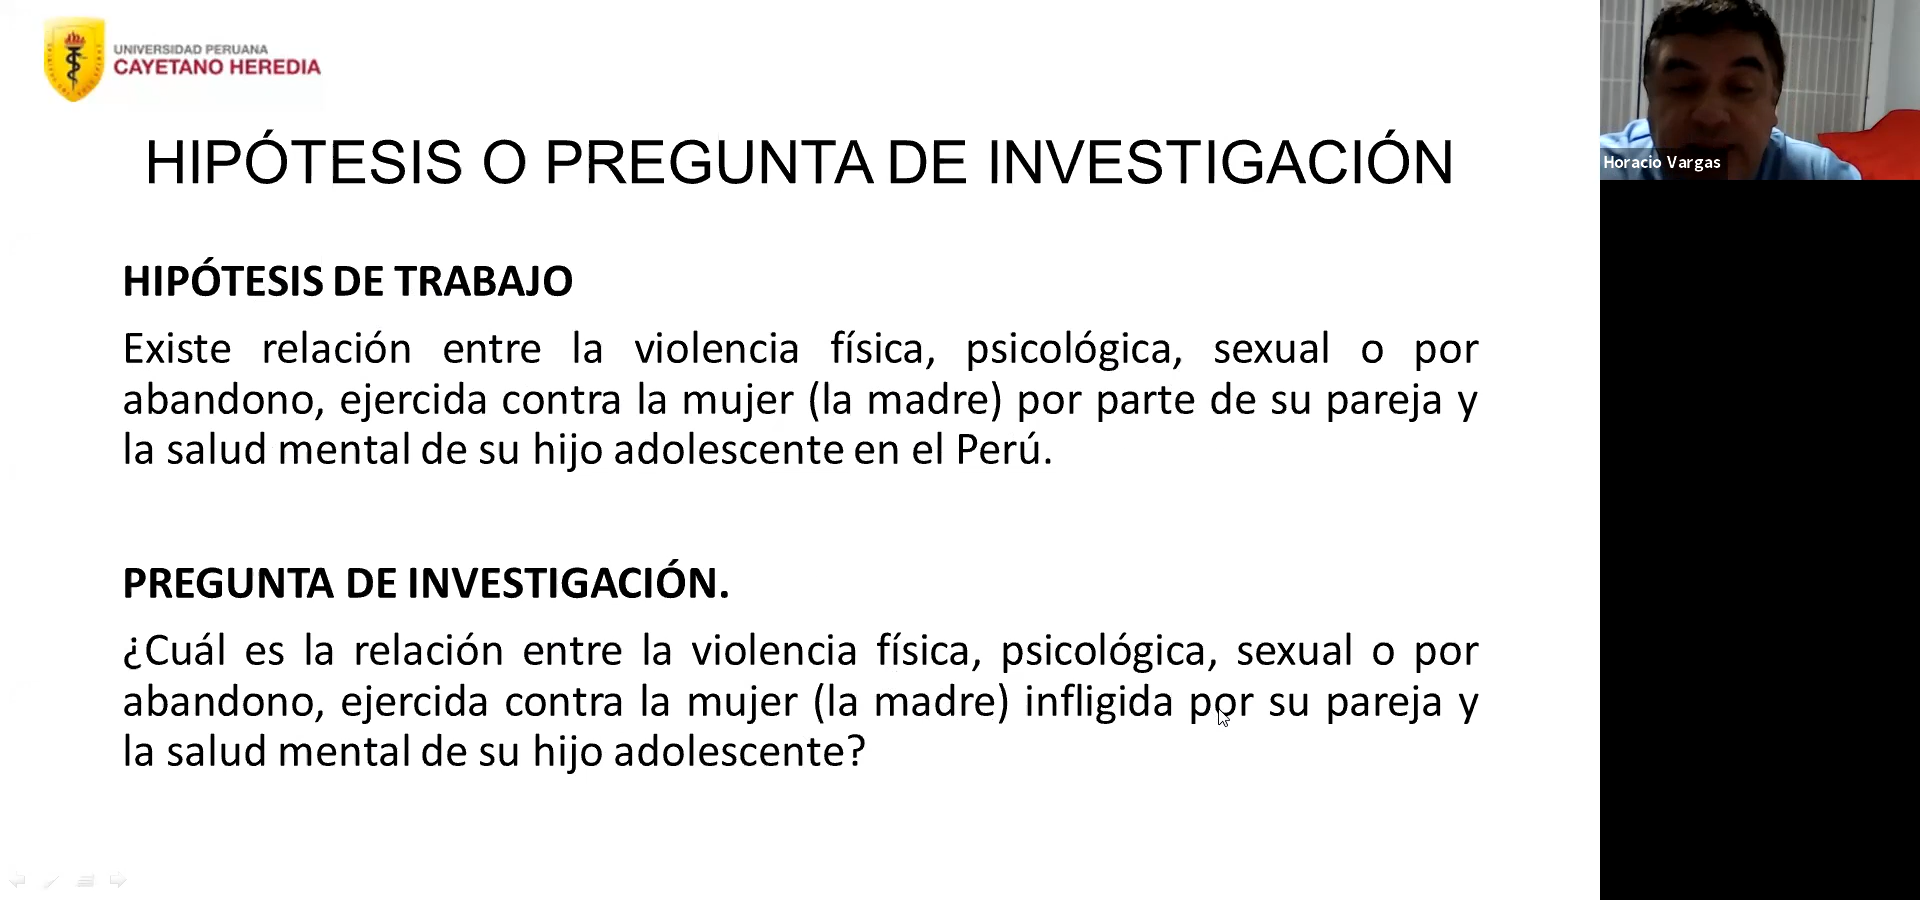 UNIVERSIDAD PERUANA
CAYETANO HEREDIA
HIPÓTESIS O PREGUNTA DE INVESTIGACIÓN
HIPÓTESIS DE TRABAJO
Existe relación entre la violencia física, psicológica, sexual o por
abandono, ejercida contra la mujer (la madre) por parte de su pareja y
la salud mental de su hijo adolescente en el Perú.
PREGUNTA DE INVESTIGACIÓN.
¿Cuál es la relación entre la violencia física, psicológica, sexual o por
abandono, ejercida contra la mujer (la madre) infligida por su pareja y
la salud mental de su hijo adolescente?
Horacio Vargas